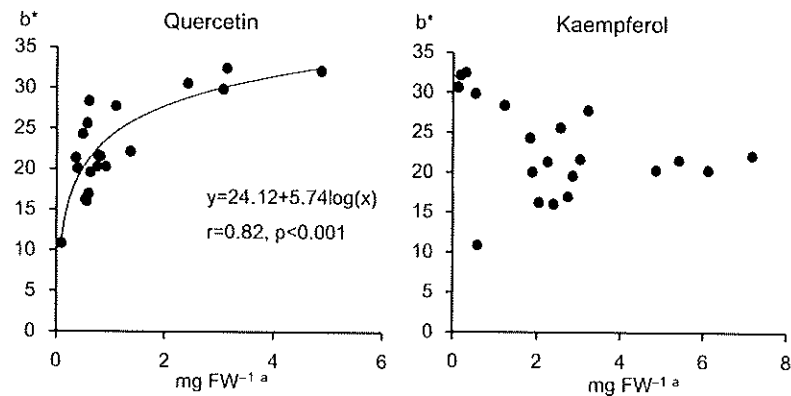 b* Quercetin
35
30
25
20
15
10
5
0
y=24.12+5.74log(x)
r=0.82, p<0.001
0 2 4 6
mg FW⁻¹ ᵃ
b* Kaempferol
35
30
25
20
15
10
5
0
0 2 4 6 8
mg FW⁻¹ ᵃ